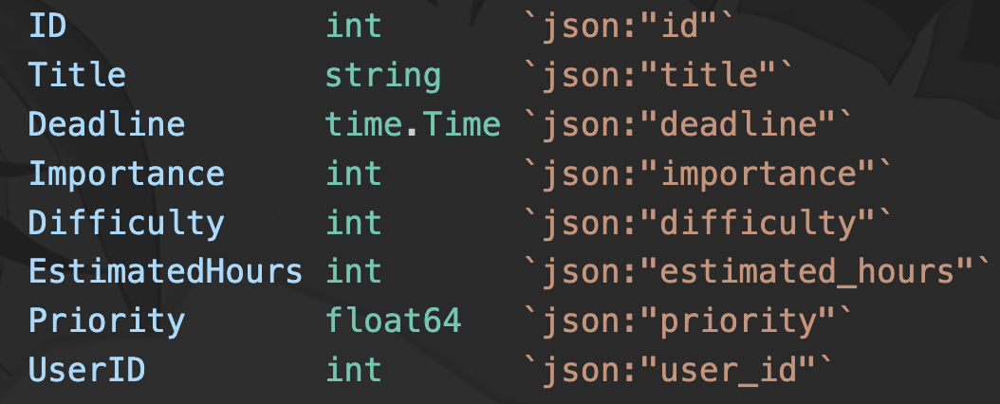 ID int `json:"id"`
Title string `json:"title"`
Deadline time.Time `json:"deadline"`
Importance int `json:"importance"`
Difficulty int `json:"difficulty"`
EstimatedHours int `json:"estimated_hours"`
Priority float64 `json:"priority"`
UserID int `json:"user_id"`